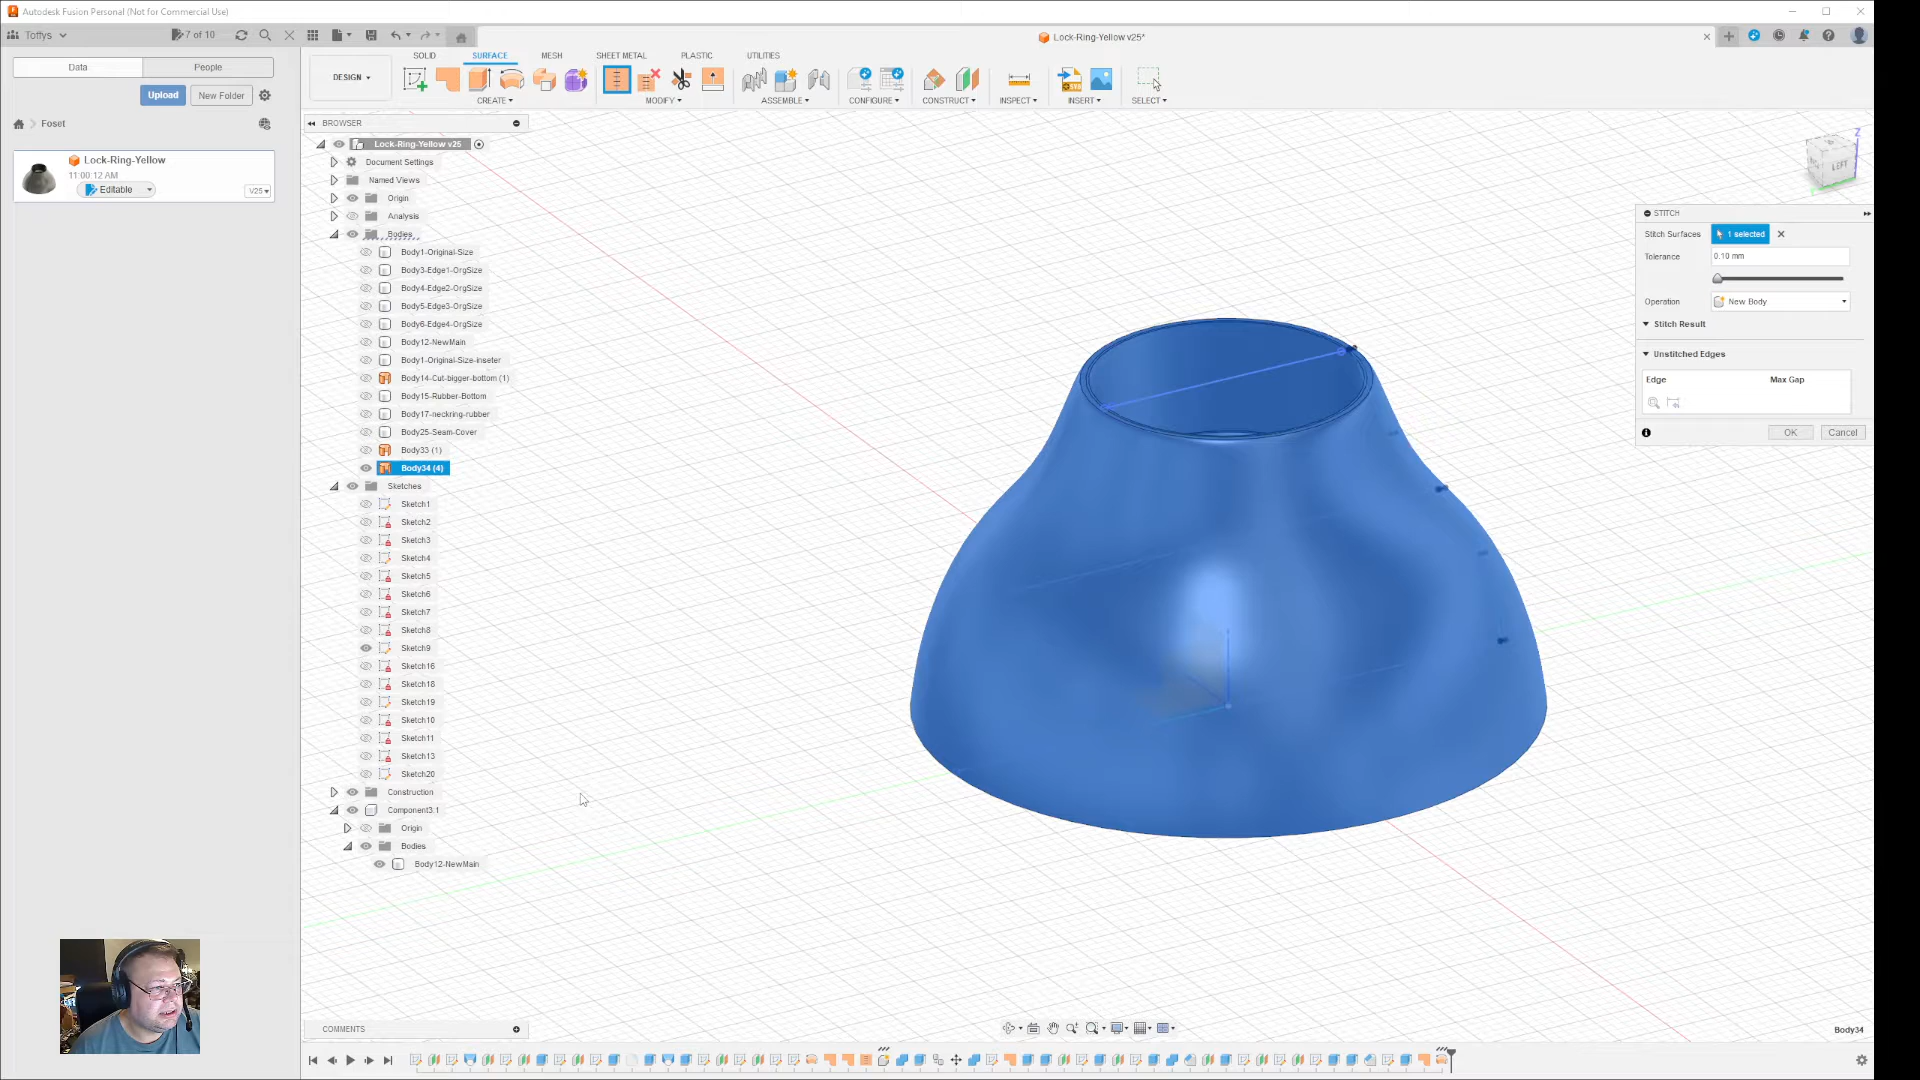 Autodesk Fusion Personal (Not for Commercial Use)
Toffys
7 of 10
Lock-Ring-Yellow v25*
Data
People
Upload
New Folder
Foset
Lock-Ring-Yellow
11:00:12 AM
Editable
V25
DESIGN
SOLID
SURFACE
MESH
SHEET METAL
PLASTIC
UTILITIES
CREATE
MODIFY
ASSEMBLE
CONFIGURE
CONSTRUCT
INSPECT
INSERT
SELECT
BROWSER
Lock-Ring-Yellow v25
Document Settings
Named Views
Origin
Analysis
Bodies
Body1-Original-Size
Body3-Edge1-OrgSize
Body4-Edge2-OrgSize
Body5-Edge3-OrgSize
Body6-Edge4-OrgSize
Body12-NewMain
Body1-Original-Size-inseter
Body14-Cut-bigger-bottom (1)
Body15-Rubber-Bottom
Body17-neckring-rubber
Body25-Seam-Cover
Body33 (1)
Body34 (4)
Sketches
Sketch1
Sketch2
Sketch3
Sketch4
Sketch5
Sketch6
Sketch7
Sketch8
Sketch9
Sketch16
Sketch18
Sketch19
Sketch10
Sketch11
Sketch13
Sketch20
Construction
Component3:1
Origin
Bodies
Body12-NewMain
Z
LEFT
STITCH
Stitch Surfaces
1 selected
Tolerance
0.10 mm
Operation
New Body
Stitch Result
Unstitched Edges
Edge
Max Gap
OK
Cancel
COMMENTS
Body34